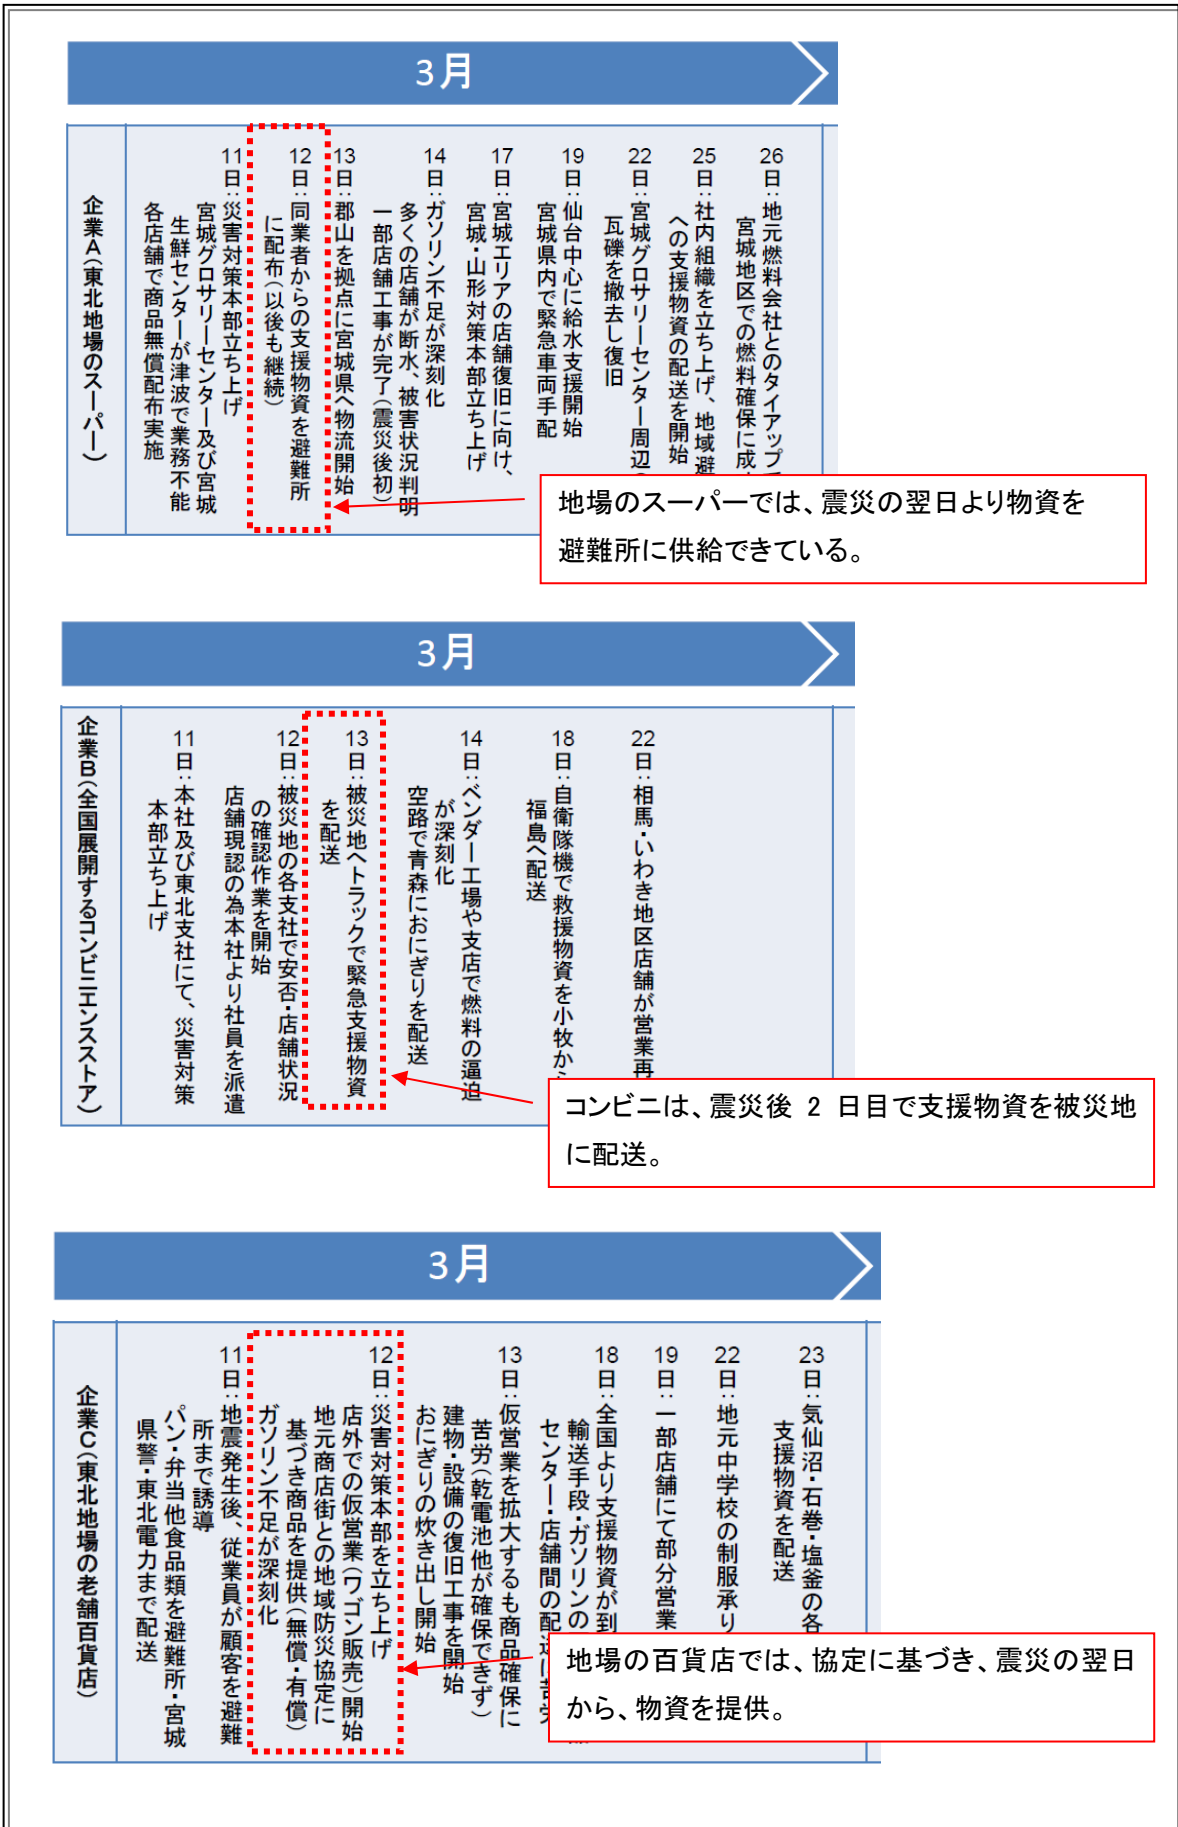 3月
企業A（東北地場のスーパー）
11日：災害対策本部立ち上げ
宮城グロサリーセンター及び宮城
生鮮センターが津波で業務不能
各店舗で商品無償配布実施
12日：同業者からの支援物資を避難所
に配布（以後も継続）
13日：郡山を拠点に宮城県へ物流開始
14日：ガソリン不足が深刻化
多くの店舗が断水、被害状況判明
一部店舗工事が完了（震災後初）
17日：宮城エリアの店舗復旧に向け、
宮城・山形対策本部立ち上げ
19日：仙台中心に給水支援開始
宮城県内で緊急車両手配
22日：宮城グロサリーセンター周辺の
瓦礫を撤去し復旧
25日：社内組織を立ち上げ、地域避
への支援物資の配送を開始
26日：地元燃料会社とのタイアップで
宮城地区での燃料確保に成
地場のスーパーでは、震災の翌日より物資を
避難所に供給できている。
3月
企業B（全国展開するコンビニエンスストア）
11日：本社及び東北支社にて、災害対策
本部立ち上げ
12日：被災地の各支社で安否・店舗状況
の確認作業を開始
店舗現認の為本社より社員を派遣
13日：被災地へトラックで緊急支援物資
を配送
14日：ベンダー工場や支店で燃料の逼迫
が深刻化
空路で青森におにぎりを配送
18日：自衛隊機で救援物資を小牧から
福島へ配送
22日：相馬・いわき地区店舗が営業再
コンビニは、震災後 2 日目で支援物資を被災地
に配送。
3月
企業C（東北地場の老舗百貨店）
11日：地震発生後、従業員が顧客を避難
所まで誘導
パン・弁当他食品類を避難所・宮城
県警・東北電力まで配送
12日：災害対策本部を立ち上げ
店外での仮営業（ワゴン販売）開始
地元商店街との地域防災協定に
基づき商品を提供（無償・有償）
ガソリン不足が深刻化
13日：仮営業を拡大するも商品確保に
苦労（乾電池他が確保できず）
建物・設備の復旧工事を開始
おにぎりの炊き出し開始
18日：全国より支援物資が到
輸送手段・ガソリンの
センター・店舗間の配送に苦労
19日：一部店舗にて部分営業
22日：地元中学校の制服承り
23日：気仙沼・石巻・塩釜の各
支援物資を配送
地場の百貨店では、協定に基づき、震災の翌日
から、物資を提供。